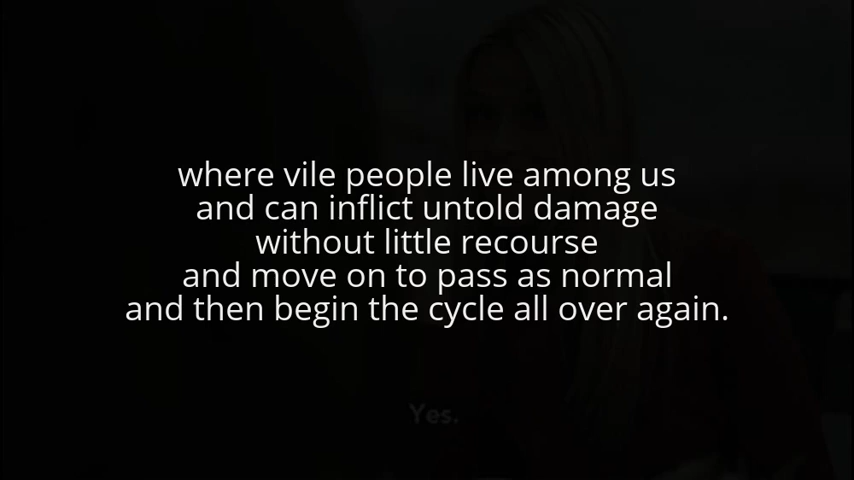 where vile people live among us
and can inflict untold damage
without little recourse
and move on to pass as normal
and then begin the cycle all over again.
Yes.